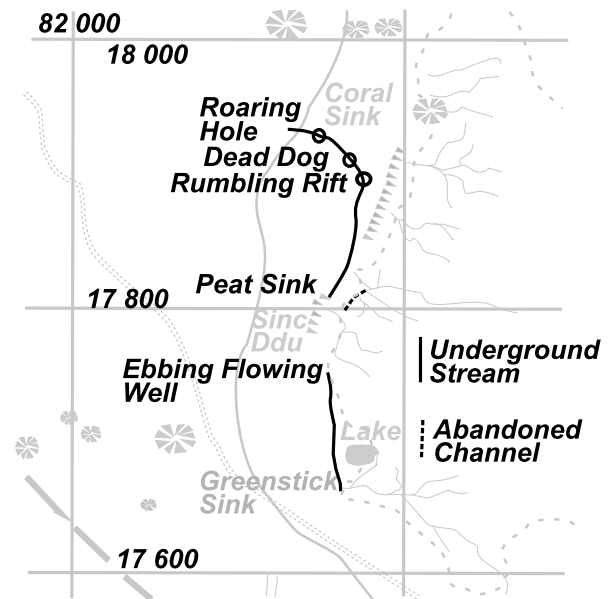 82 000
18 000
Roaring
Hole
Coral
Sink
Dead Dog
Rumbling Rift
Peat Sink
17 800
Sinc
Ddu
Ebbing Flowing
Well
Underground
Stream
Lake
Abandoned
Channel
Greenstick
Sink
17 600